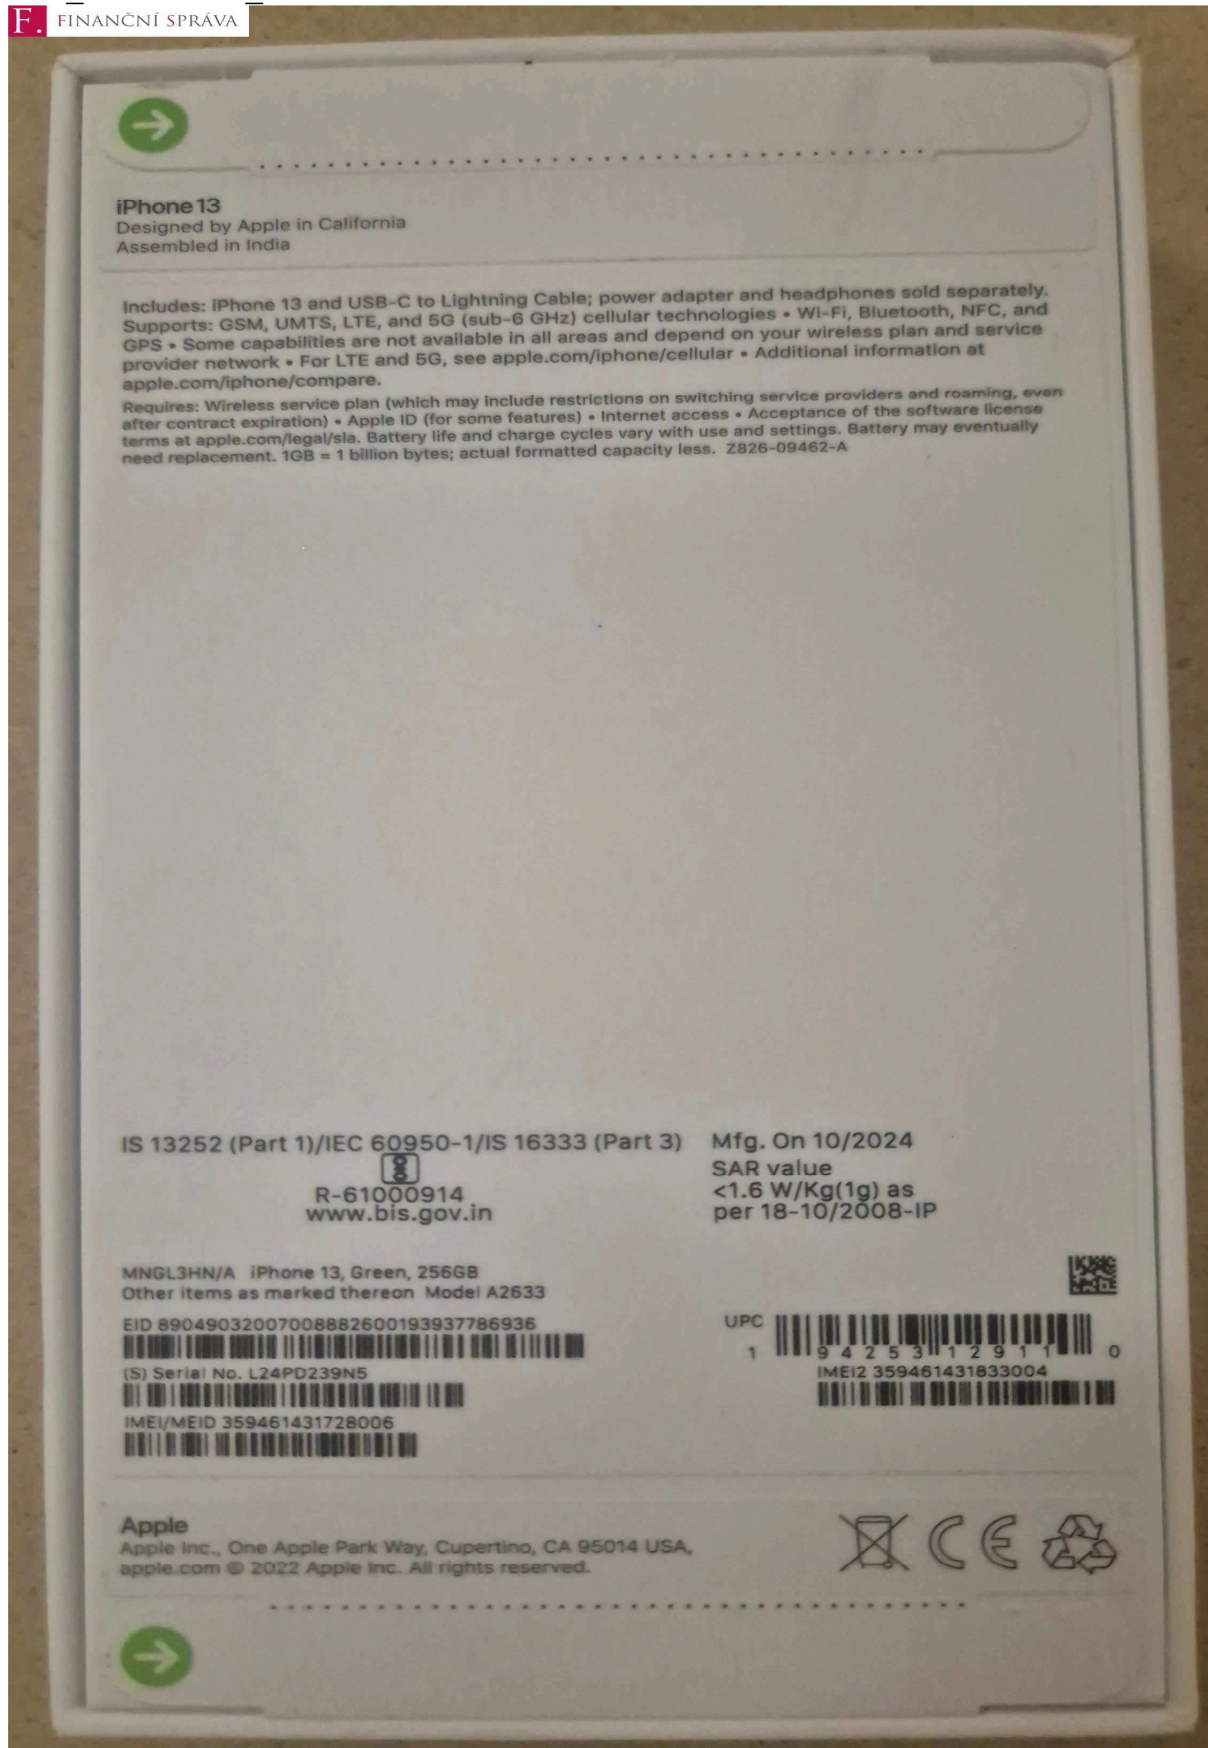 F. FINANČNÍ SPRÁVA
iPhone 13
Designed by Apple in California
Assembled in India
Includes: iPhone 13 and USB-C to Lightning Cable; power adapter and headphones sold separately.
Supports: GSM, UMTS, LTE, and 5G (sub-6 GHz) cellular technologies • Wi-Fi, Bluetooth, NFC, and
GPS • Some capabilities are not available in all areas and depend on your wireless plan and service
provider network • For LTE and 5G, see apple.com/iphone/cellular • Additional information at
apple.com/iphone/compare.
Requires: Wireless service plan (which may include restrictions on switching service providers and roaming, even
after contract expiration) • Apple ID (for some features) • Internet access • Acceptance of the software license
terms at apple.com/legal/sla. Battery life and charge cycles vary with use and settings. Battery may eventually
need replacement. 1GB = 1 billion bytes; actual formatted capacity less. Z826-09462-A
IS 13252 (Part 1)/IEC 60950-1/IS 16333 (Part 3)
R-61000914
www.bis.gov.in
Mfg. On 10/2024
SAR value
<1.6 W/Kg(1g) as
per 18-10/2008-IP
MNGL3HN/A iPhone 13, Green, 256GB
Other items as marked thereon Model A2633
EID 89049032007008882600193937786936
(S) Serial No. L24PD239N5
IMEI/MEID 359461431728006
UPC
1 94253 12911 0
IMEI2 359461431833004
Apple
Apple Inc., One Apple Park Way, Cupertino, CA 95014 USA,
apple.com © 2022 Apple Inc. All rights reserved.
CE